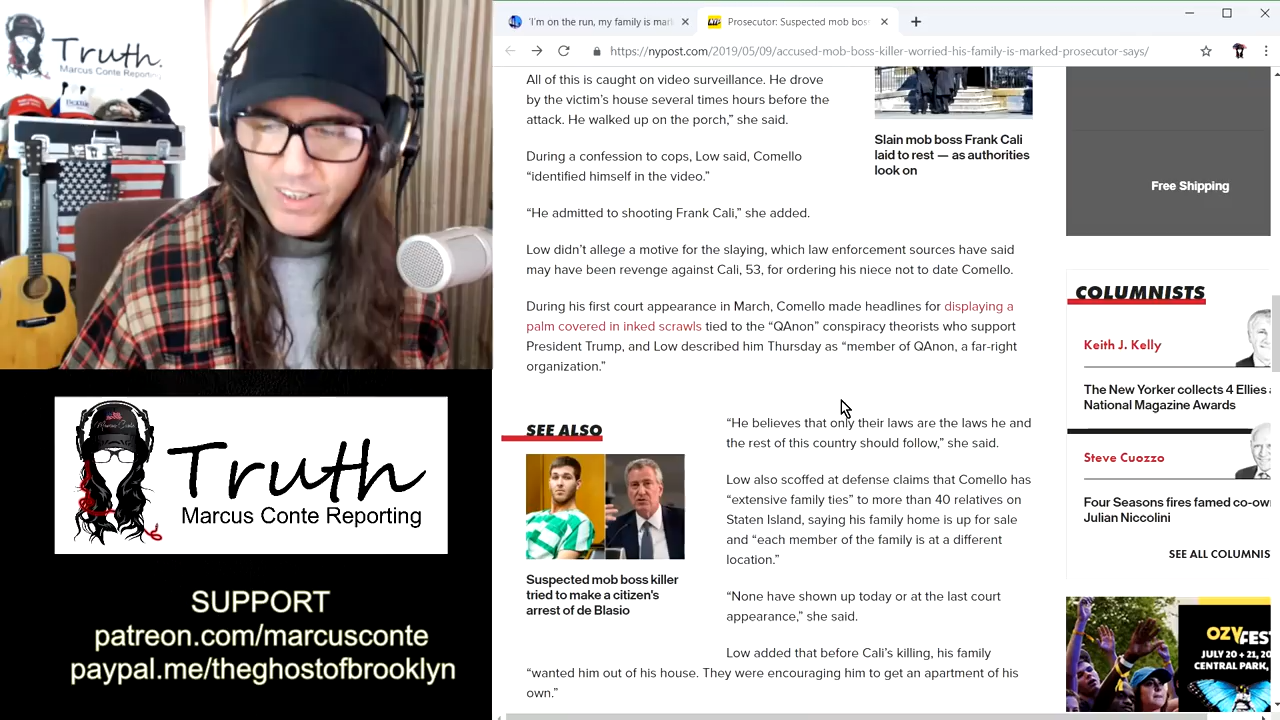 Truth.
Marcus Conte Reporting
'I'm on the run, my family is mar
Prosecutor: Suspected mob bos
https://nypost.com/2019/05/09/accused-mob-boss-killer-worried-his-family-is-marked-prosecutor-says/
All of this is caught on video surveillance. He drove
by the victim's house several times hours before the
attack. He walked up on the porch,” she said.
During a confession to cops, Low said, Comello
“identified himself in the video.”
“He admitted to shooting Frank Cali,” she added.
Low didn’t allege a motive for the slaying, which law enforcement sources have said
may have been revenge against Cali, 53, for ordering his niece not to date Comello.
During his first court appearance in March, Comello made headlines for displaying a
palm covered in inked scrawls tied to the “QAnon” conspiracy theorists who support
President Trump, and Low described him Thursday as “member of QAnon, a far-right
organization.”
Slain mob boss Frank Cali
laid to rest — as authorities
look on
SEE ALSO
Suspected mob boss killer
tried to make a citizen's
arrest of de Blasio
“He believes that only their laws are the laws he and
the rest of this country should follow,” she said.
Low also scoffed at defense claims that Comello has
“extensive family ties” to more than 40 relatives on
Staten Island, saying his family home is up for sale
and “each member of the family is at a different
location.”
“None have shown up today or at the last court
appearance,” she said.
Low added that before Cali’s killing, his family
“wanted him out of his house. They were encouraging him to get an apartment of his
own.”
Free Shipping
COLUMNISTS
Keith J. Kelly
The New Yorker collects 4 Ellies a
National Magazine Awards
Steve Cuozzo
Four Seasons fires famed co-ow
Julian Niccolini
SEE ALL COLUMNIS
OZYFEST
JULY 20 + 21, 20
CENTRAL PARK,
Truth
Marcus Conte Reporting
SUPPORT
patreon.com/marcusconte
paypal.me/theghostofbrooklyn